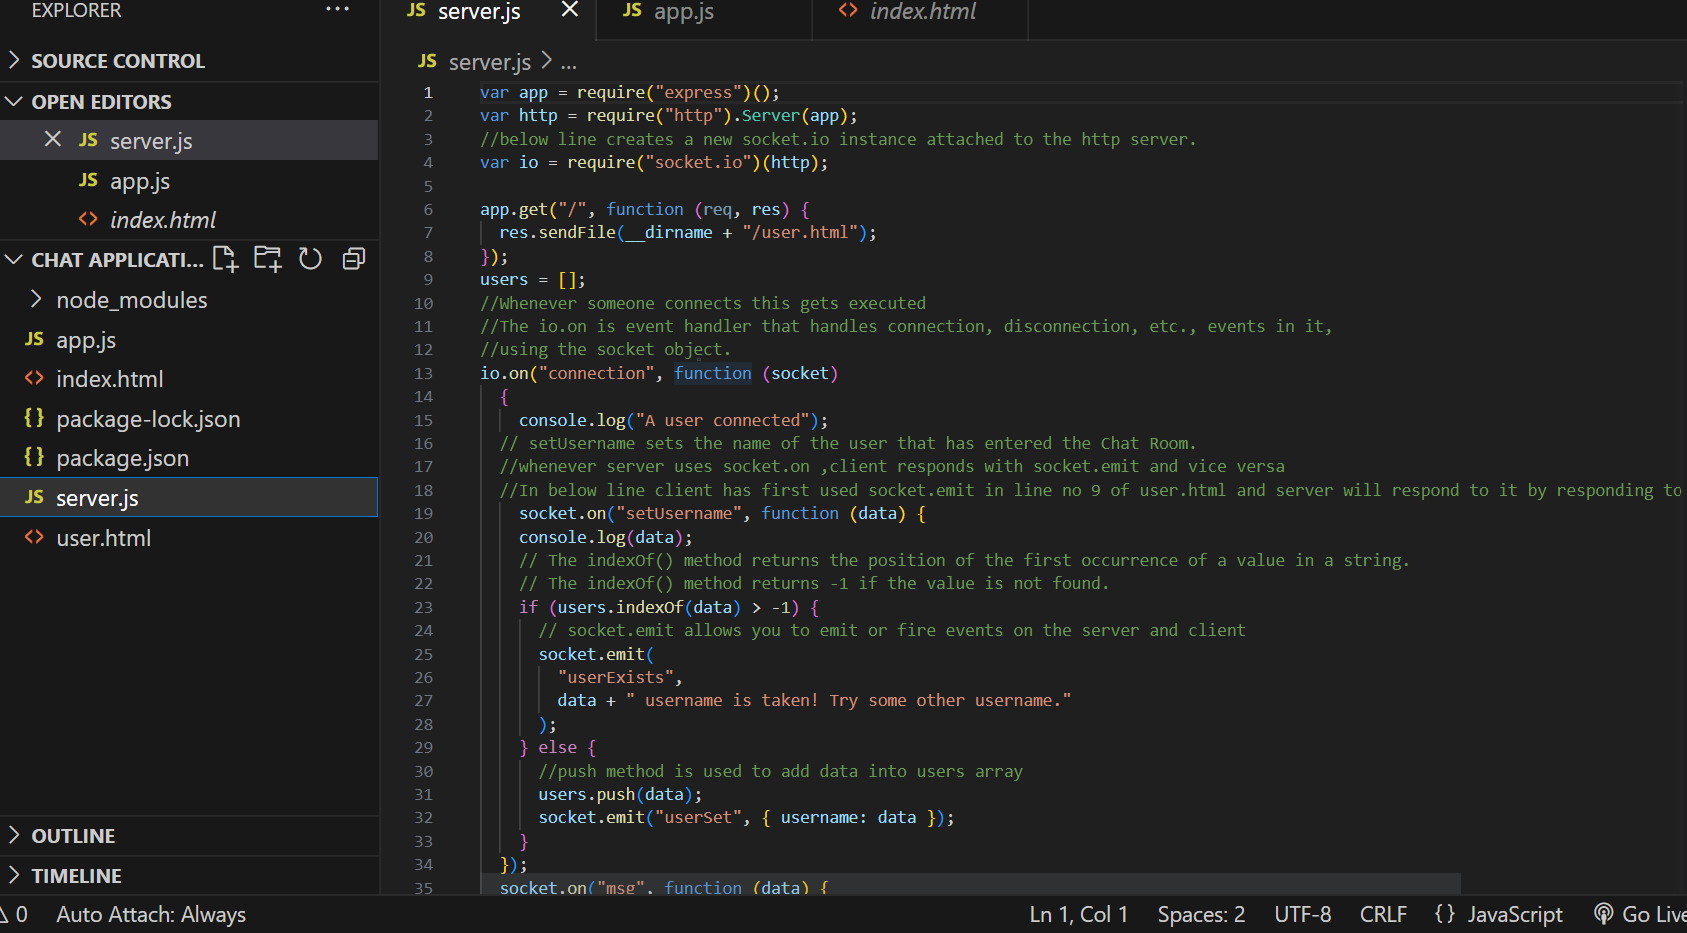 EXPLORER ...
SOURCE CONTROL
OPEN EDITORS
JS server.js
JS app.js
<> index.html
CHAT APPLICATI...
node_modules
JS app.js
<> index.html
{} package-lock.json
{} package.json
JS server.js
<> user.html
OUTLINE
TIMELINE
JS server.js
JS app.js
<> index.html
JS server.js > ...
1 var app = require("express")();
2 var http = require("http").Server(app);
3 //below line creates a new socket.io instance attached to the http server.
4 var io = require("socket.io")(http);
5
6 app.get("/", function (req, res) {
7 res.sendFile(__dirname + "/user.html");
8 });
9 users = [];
10 //Whenever someone connects this gets executed
11 //The io.on is event handler that handles connection, disconnection, etc., events in it,
12 //using the socket object.
13 io.on("connection", function (socket)
14 {
15 console.log("A user connected");
16 // setUsername sets the name of the user that has entered the Chat Room.
17 //whenever server uses socket.on ,client responds with socket.emit and vice versa
18 //In below line client has first used socket.emit in line no 9 of user.html and server will respond to it by responding to
19 socket.on("setUsername", function (data) {
20 console.log(data);
21 // The indexOf() method returns the position of the first occurrence of a value in a string.
22 // The indexOf() method returns -1 if the value is not found.
23 if (users.indexOf(data) > -1) {
24 // socket.emit allows you to emit or fire events on the server and client
25 socket.emit(
26 "userExists",
27 data + " username is taken! Try some other username."
28 );
29 } else {
30 //push method is used to add data into users array
31 users.push(data);
32 socket.emit("userSet", { username: data });
33 }
34 });
35 socket.on("msg", function (data) {
0 Auto Attach: Always
Ln 1, Col 1 Spaces: 2 UTF-8 CRLF {} JavaScript Go Live